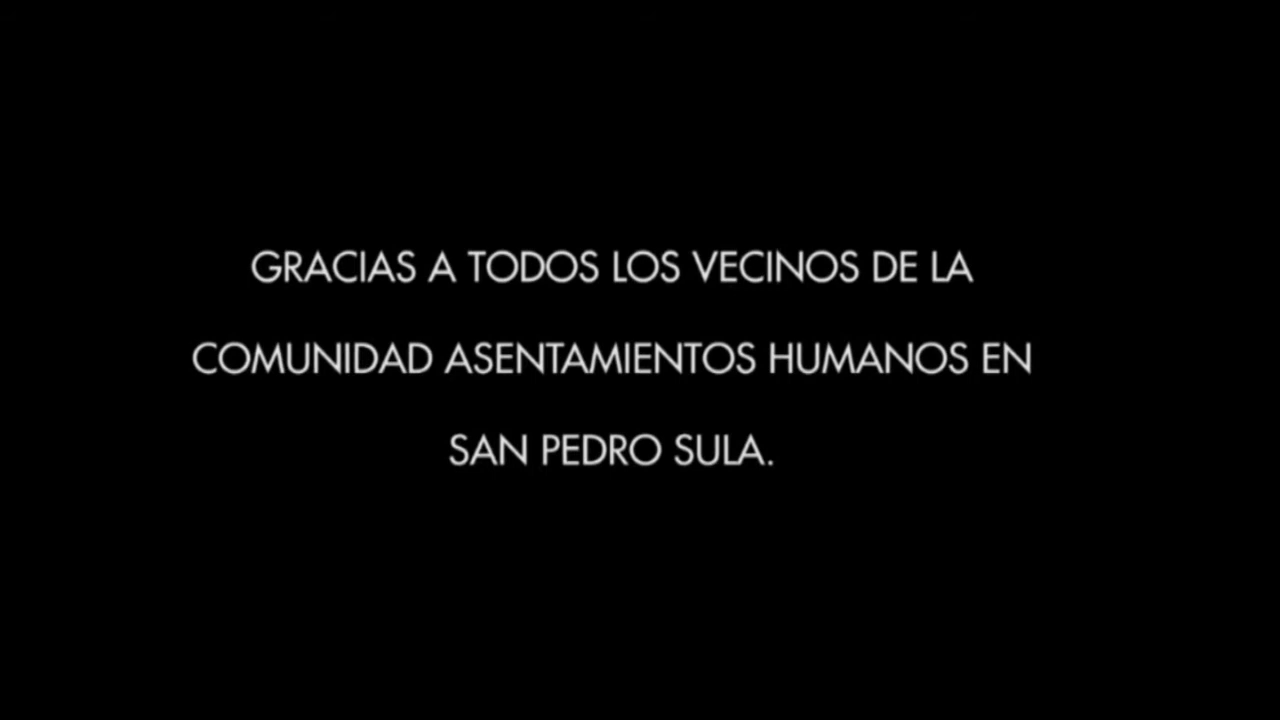 GRACIAS A TODOS LOS VECINOS DE LA
COMUNIDAD ASENTAMIENTOS HUMANOS EN
SAN PEDRO SULA.